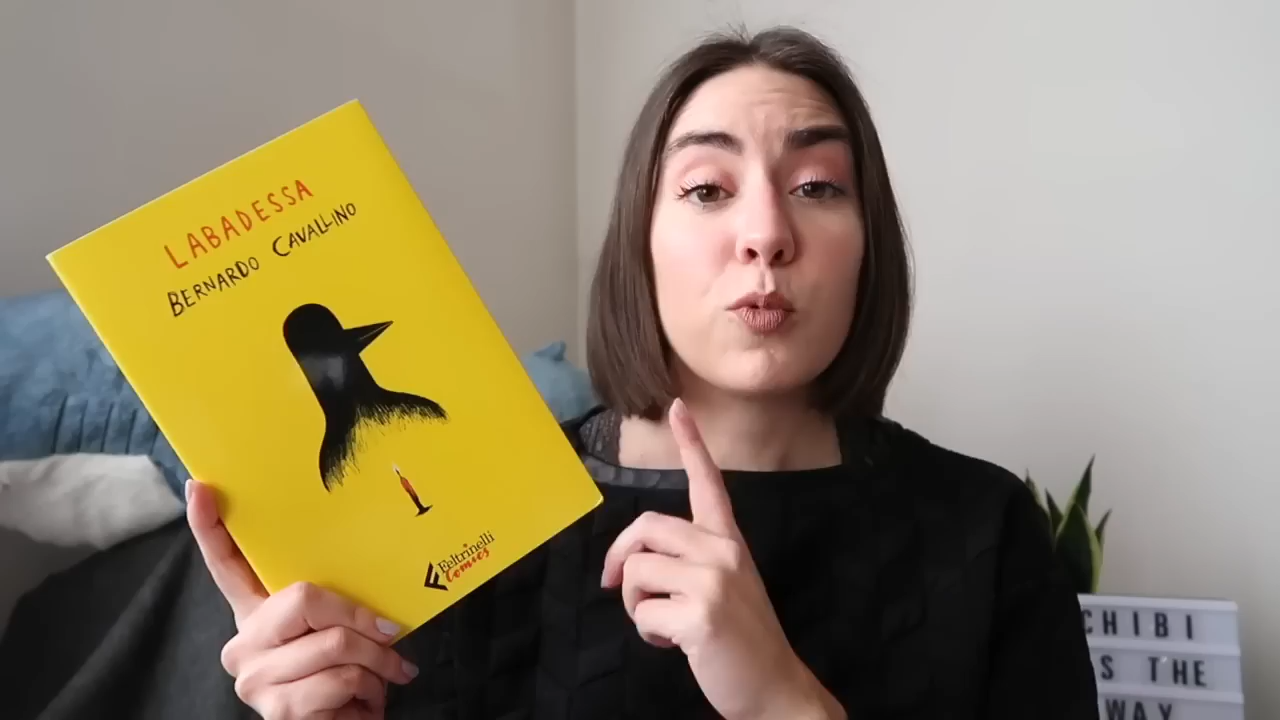 LABADESSA
BERNARDO CAVALLINO
Feltrinelli
Comics
CHIBI
S THE
WAY